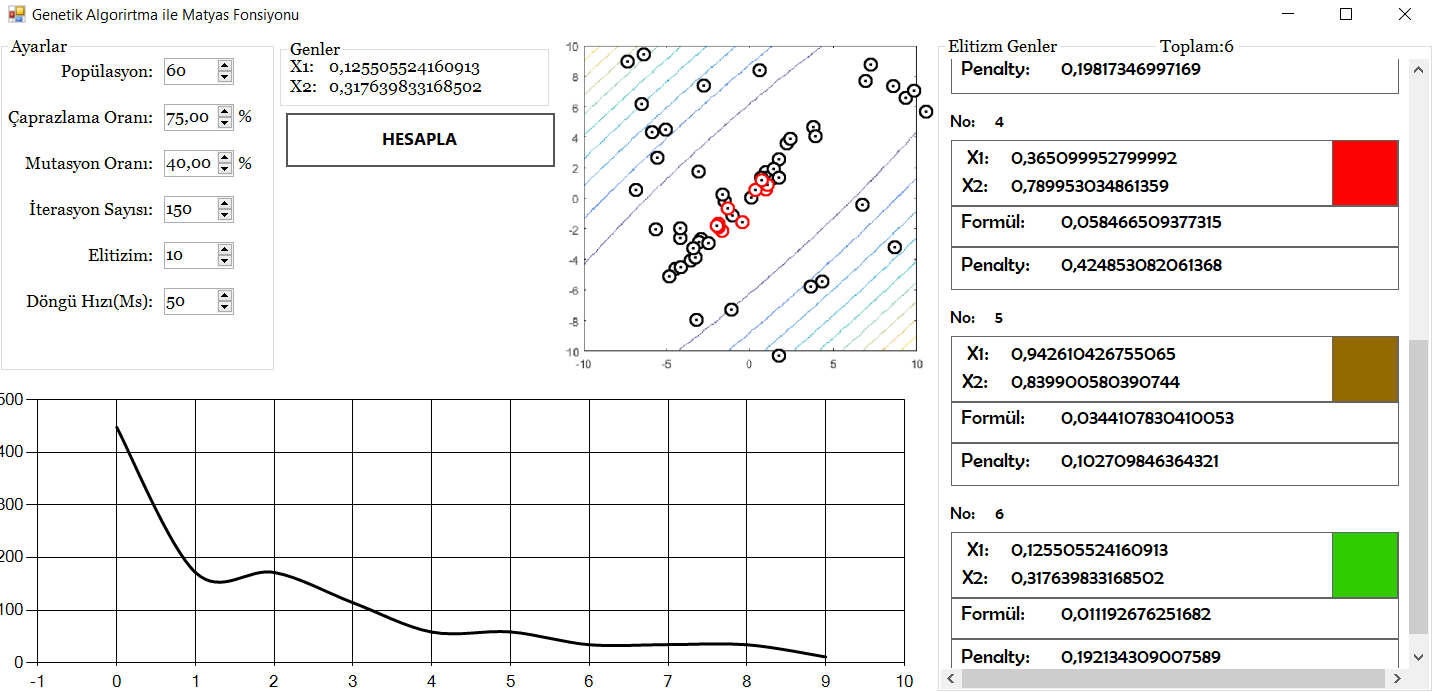 Genetik Algorirtma ile Matyas Fonsiyonu
Ayarlar
Popülasyon: 60
Çaprazlama Oranı: 75,00 %
Mutasyon Oranı: 40,00 %
İterasyon Sayısı: 150
Elitizim: 10
Döngü Hızı(Ms): 50
Genler
X1: 0,125505524160913
X2: 0,317639833168502
HESAPLA
10
8
6
4
2
0
-2
-4
-6
-8
10
-10 -5 0 5 10
Elitizm Genler Toplam:6
Penalty: 0,19817346997169
No: 4
X1: 0,365099952799992
X2: 0,789953034861359
Formül: 0,058466509377315
Penalty: 0,424853082061368
No: 5
X1: 0,942610426755065
X2: 0,839900580390744
Formül: 0,0344107830410053
Penalty: 0,102709846364321
No: 6
X1: 0,125505524160913
X2: 0,317639833168502
Formül: 0,011192676251682
Penalty: 0,192134309007589
500
400
300
200
100
0
-1 0 1 2 3 4 5 6 7 8 9 10